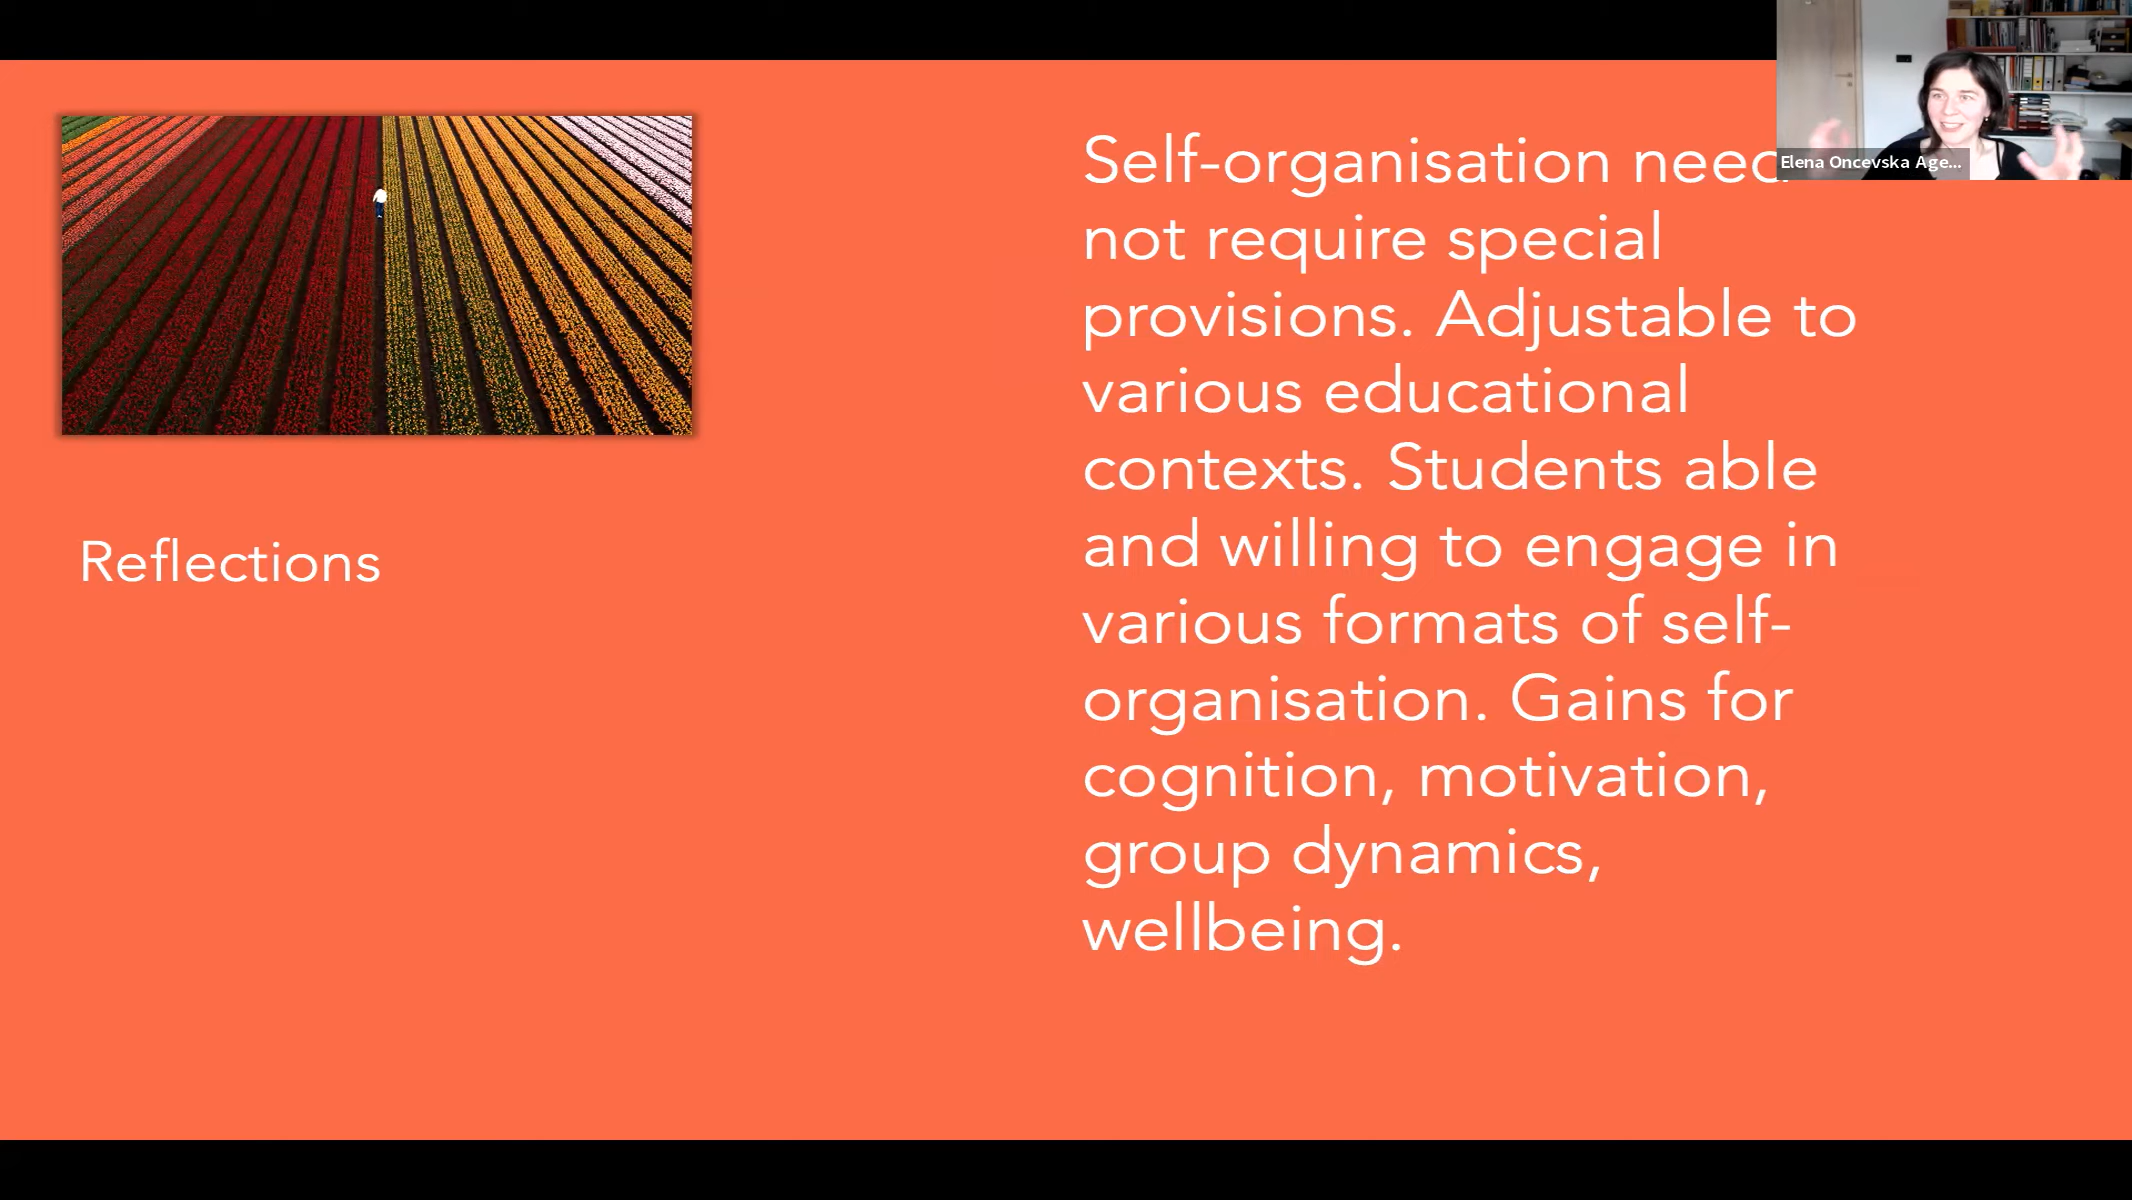 Elena Oncevska Age...
Self-organisation need
not require special
provisions. Adjustable to
various educational
contexts. Students able
and willing to engage in
various formats of self-
organisation. Gains for
cognition, motivation,
group dynamics,
wellbeing.
Reflections